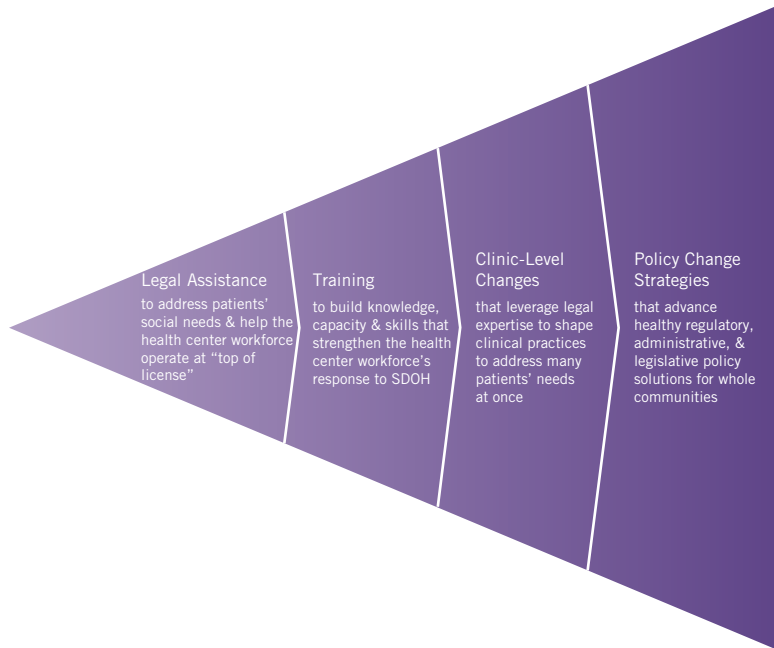 Legal Assistance
to address patients’
social needs & help the
health center workforce
operate at “top of
license”
Training
to build knowledge,
capacity & skills that
strengthen the health
center workforce’s
response to SDOH
Clinic-Level
Changes
that leverage legal
expertise to shape
clinical practices
to address many
patients’ needs
at once
Policy Change
Strategies
that advance
healthy regulatory,
administrative, &
legislative policy
solutions for whole
communities